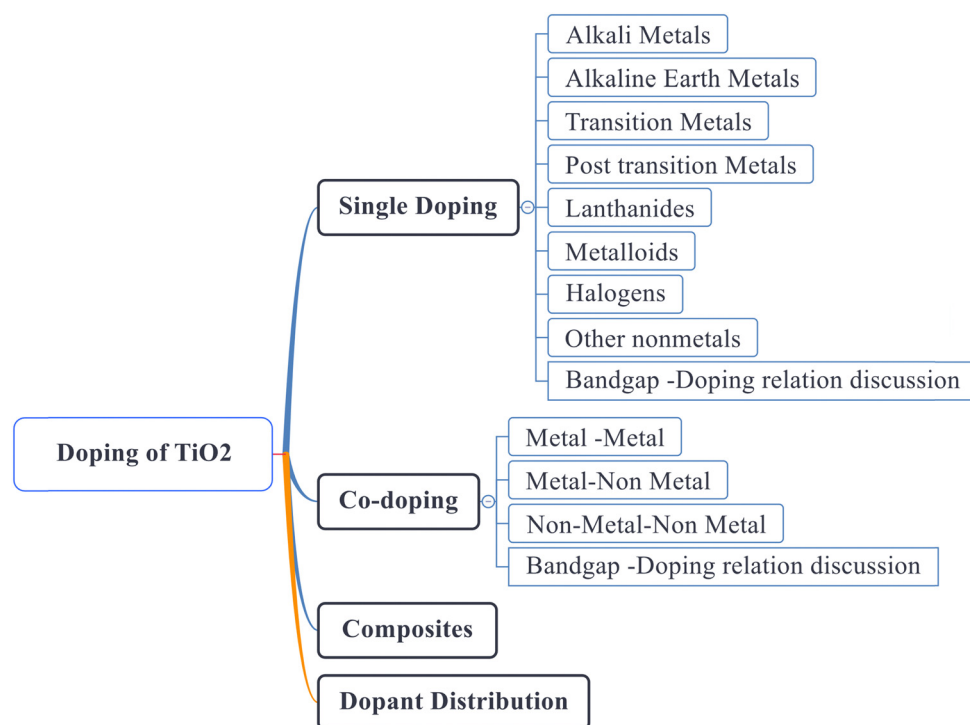 Alkali Metals
Alkaline Earth Metals
Transition Metals
Post transition Metals
Single Doping
Lanthanides
Metalloids
Halogens
Other nonmetals
Bandgap -Doping relation discussion
Doping of TiO2
Metal -Metal
Metal-Non Metal
Co-doping
Non-Metal-Non Metal
Bandgap -Doping relation discussion
Composites
Dopant Distribution